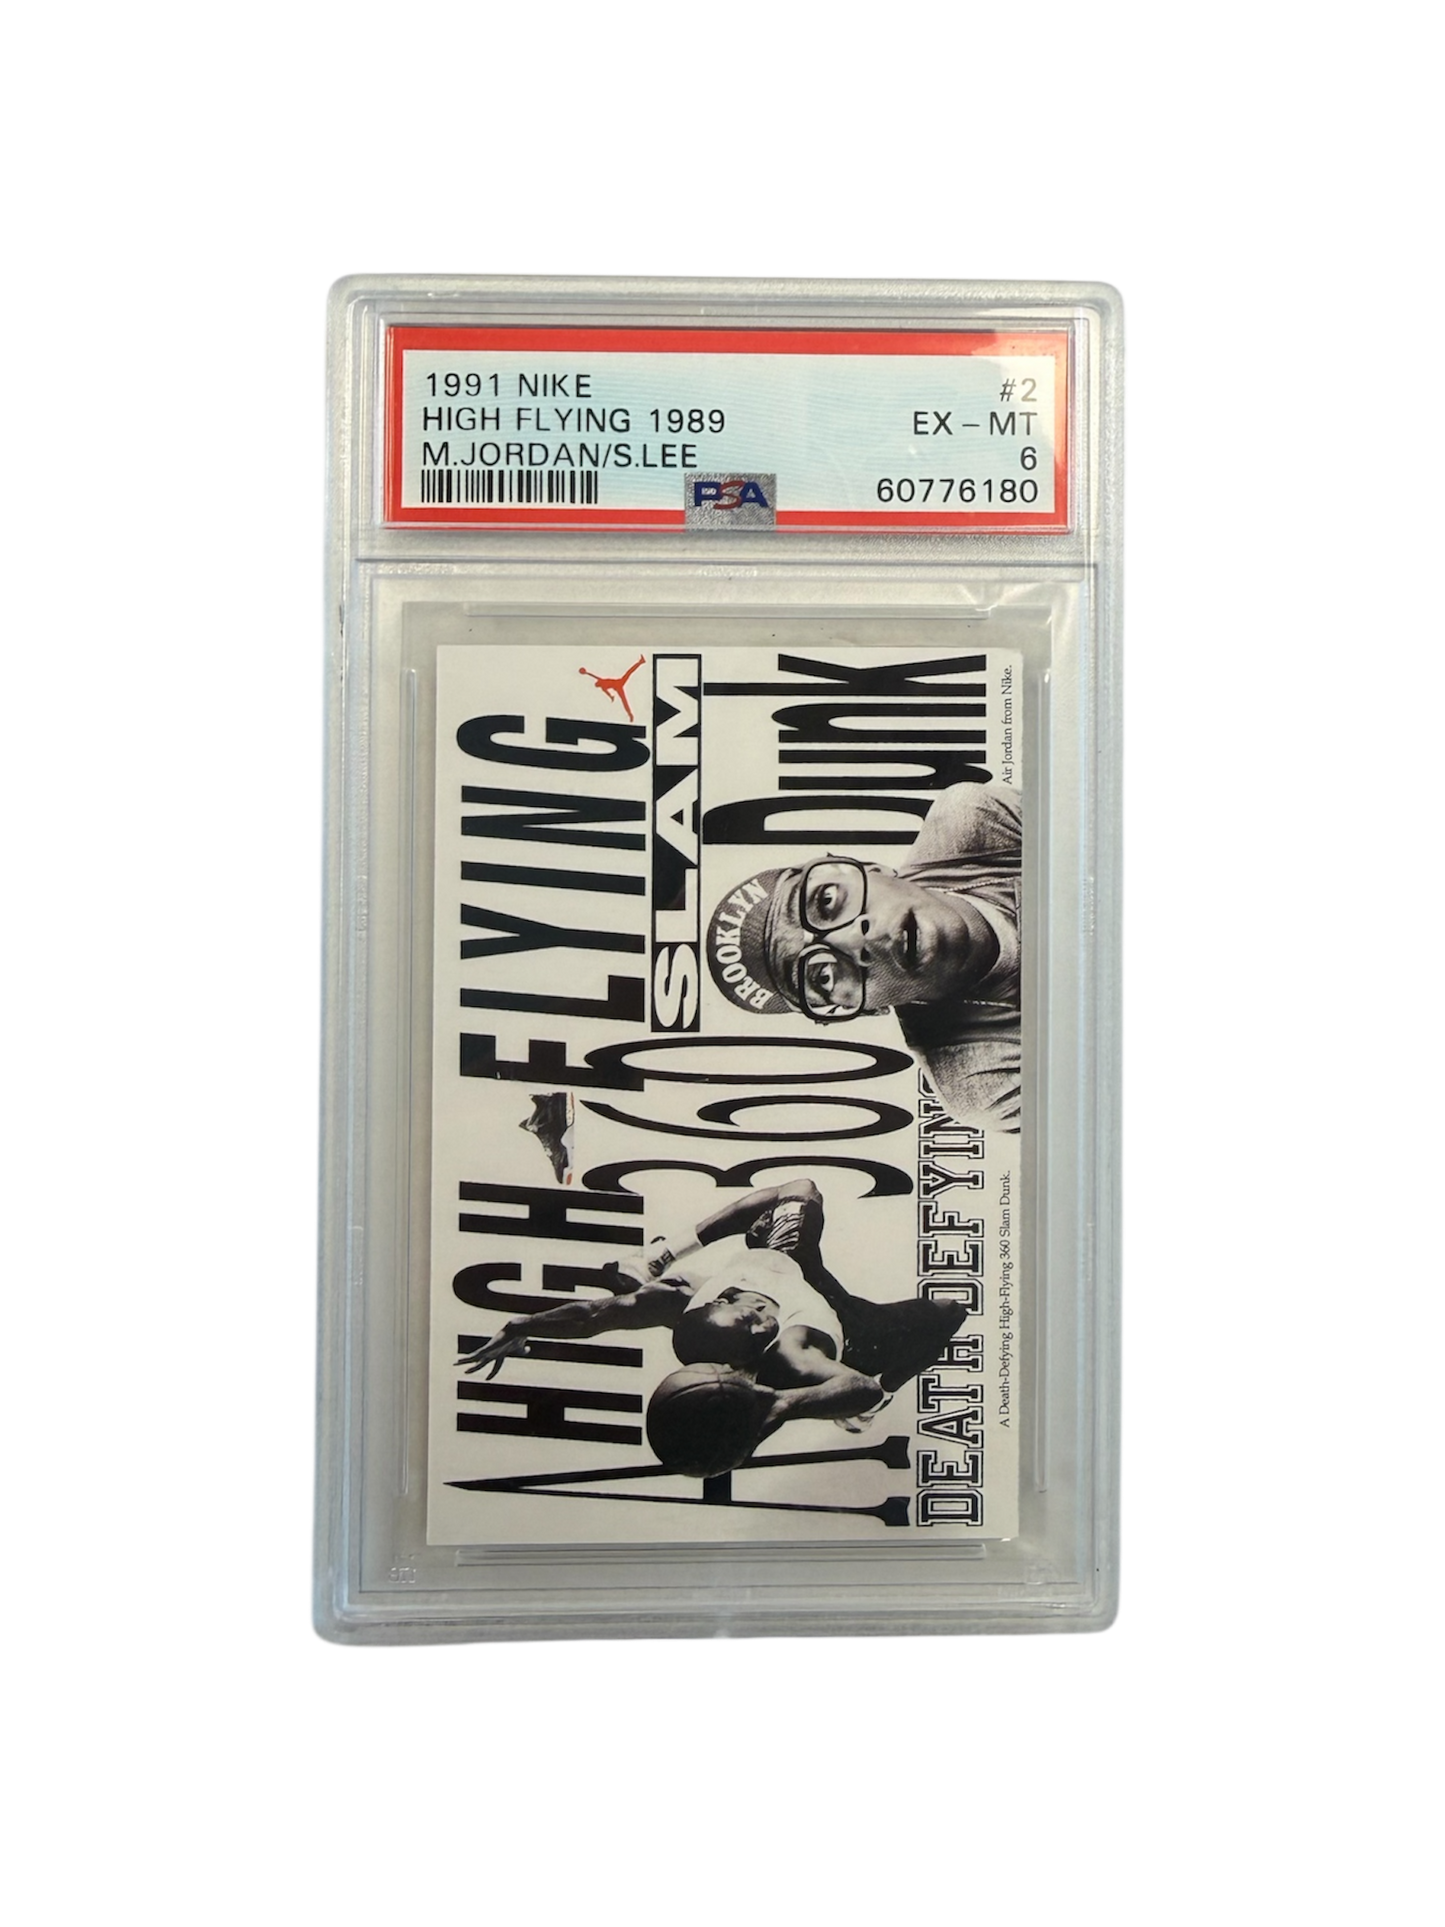 1991 NIKE
#2
HIGH FLYING 1989
EX - MT
M.JORDAN/S.LEE
6
PSA
60776180
A
HIGH FLYING
360 SLAM
Dunk
BROOKLYN
DEATH DEFYING
A Death-Defying High-Flying 360 Slam Dunk.
Air Jordan from Nike.